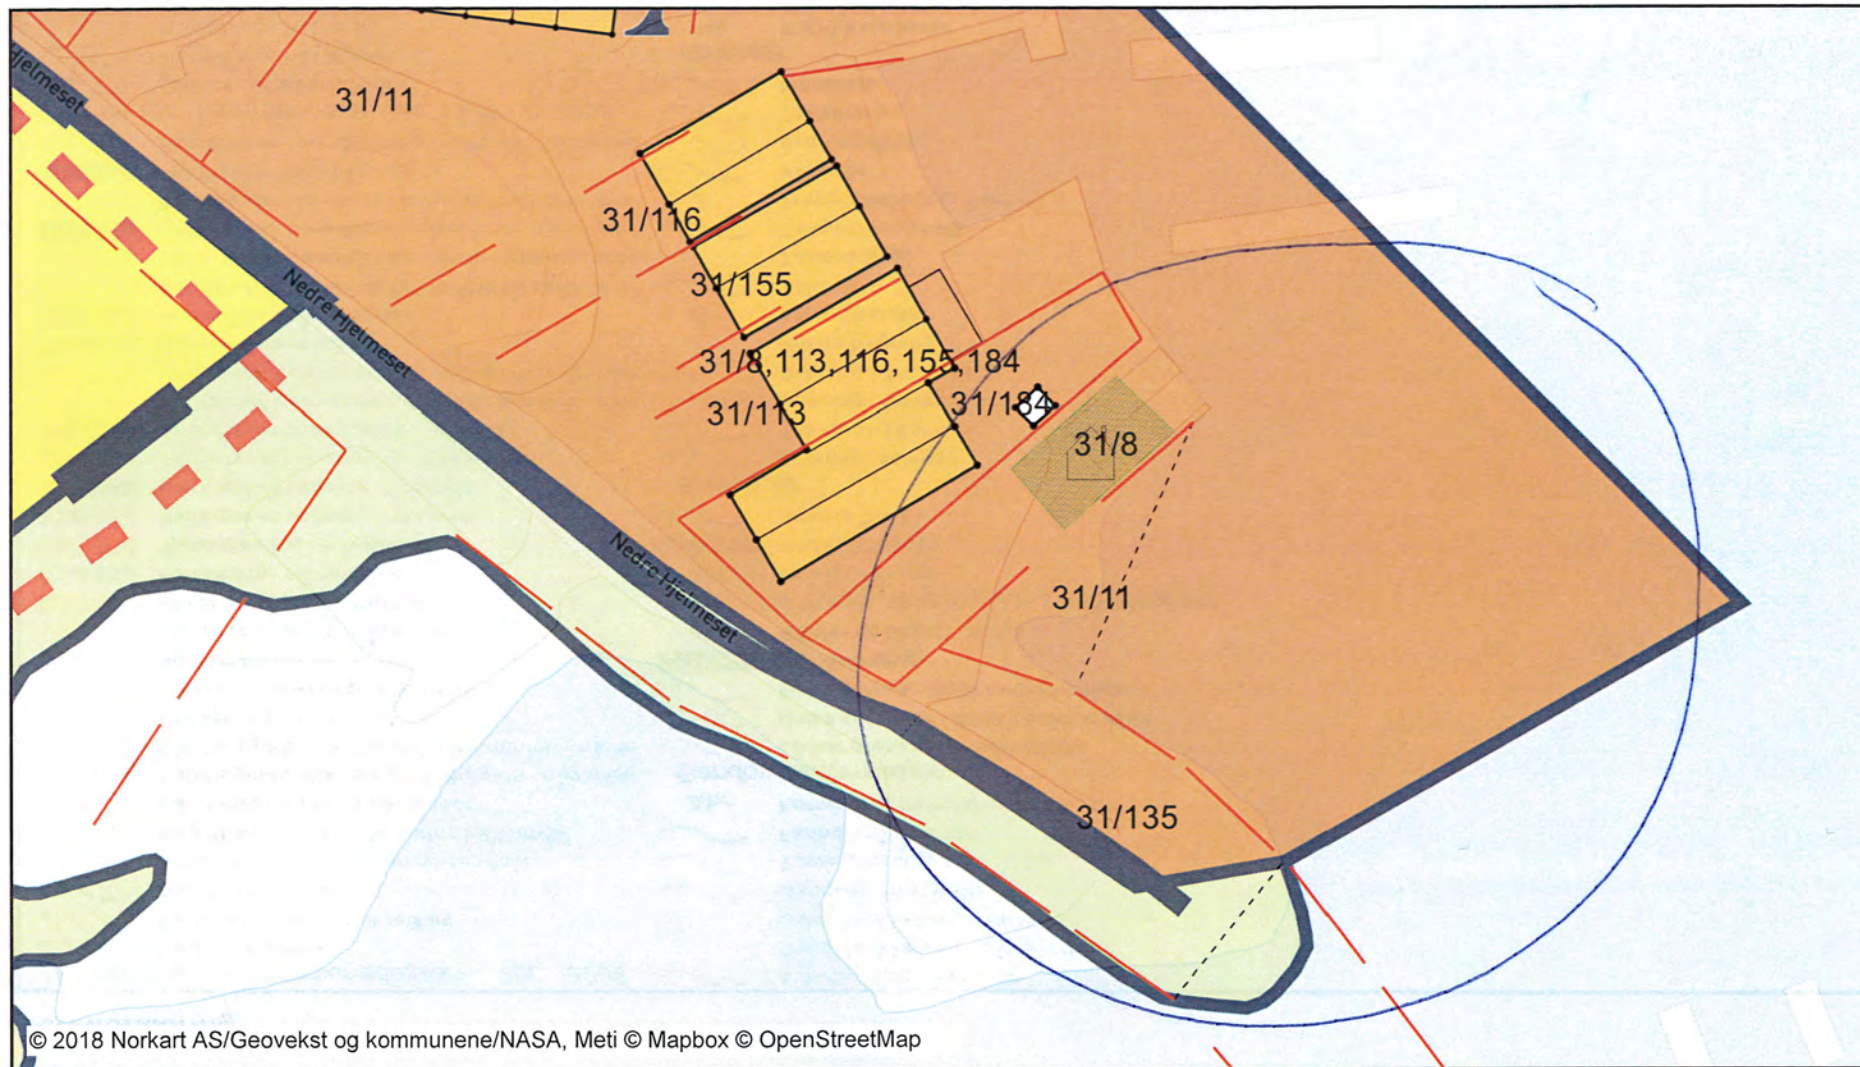 Hjelmeset
31/11
31/116
Nedre Hjelmeset
31/155
31/8,113,116,155,184
31/113
31/184
31/8
Nedre Hjelmeset
31/11
31/135
© 2018 Norkart AS/Geovekst og kommunene/NASA, Meti © Mapbox © OpenStreetMap